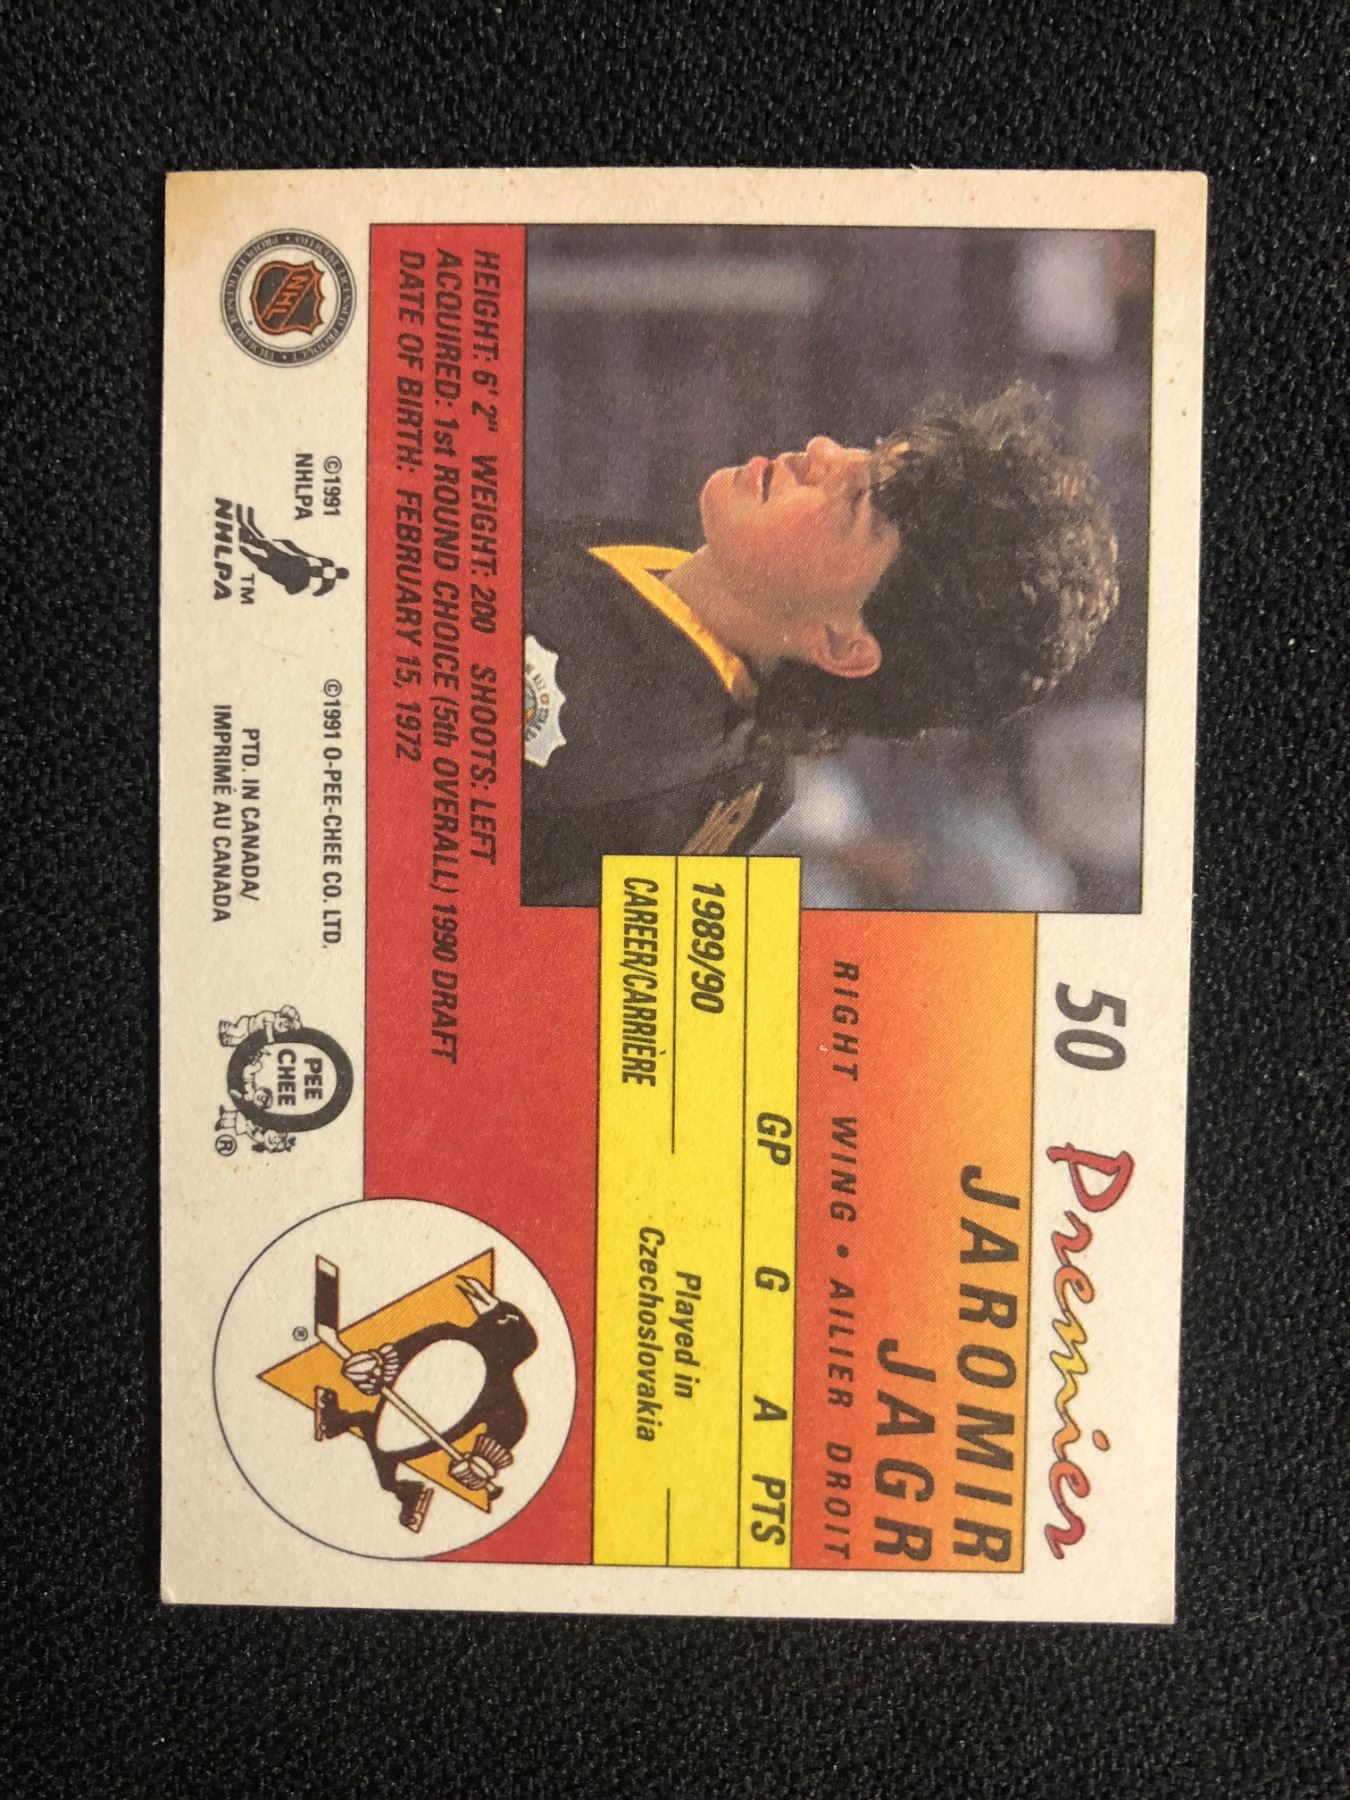 50 Premier
JAROMIR
JAGR
RIGHT WING • AILIER DROIT
GP G A PTS
1989/90 Played in
CAREER/CARRIÈRE Czechoslovakia
HEIGHT: 6' 2" WEIGHT: 200 SHOOTS: LEFT
ACQUIRED: 1st ROUND CHOICE (5th OVERALL) 1990 DRAFT
DATE OF BIRTH: FEBRUARY 15, 1972
NHL
©1991
NHLPA
NHLPA TM
©1991 O-PEE-CHEE CO. LTD.
PTD. IN CANADA/
IMPRIMÉ AU CANADA
O PEE
CHEE ®
®